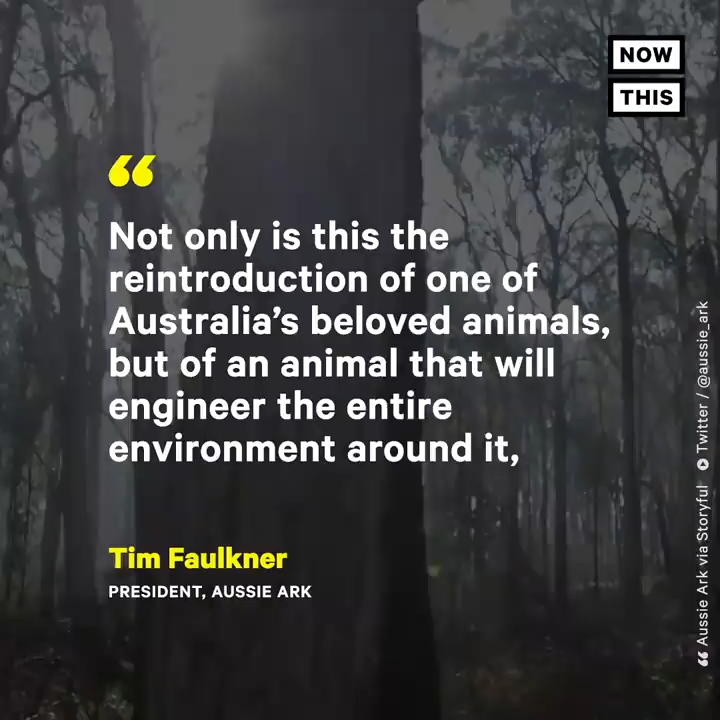 NOW
THIS
“
Not only is this the
reintroduction of one of
Australia’s beloved animals,
but of an animal that will
engineer the entire
environment around it,
Tim Faulkner
PRESIDENT, AUSSIE ARK
“ Aussie Ark via Storyful Twitter / @aussie_ark